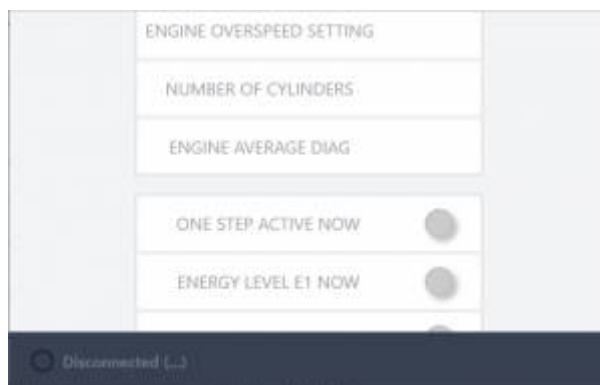 ENGINE OVERSPEED SETTING
NUMBER OF CYLINDERS
ENGINE AVERAGE DIAG
ONE STEP ACTIVE NOW
ENERGY LEVEL E1 NOW
Disconnected (...)